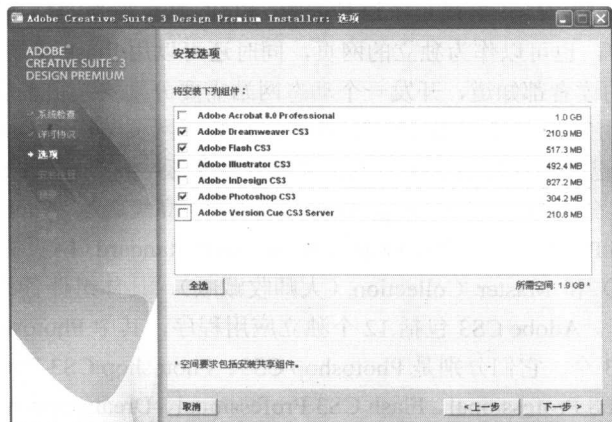 Adobe Creative Suite 3 Design Premium Installer: 选项
ADOBE®
CREATIVE SUITE® 3
DESIGN PREMIUM
系统检查
许可协议
选项
安装选项
将安装下列组件：
Adobe Acrobat 8.0 Professional 1.0 GB
Adobe Dreamweaver CS3 210.9 MB
Adobe Flash CS3 517.3 MB
Adobe Illustrator CS3 492.4 MB
Adobe InDesign CS3 827.2 MB
Adobe Photoshop CS3 304.2 MB
Adobe Version Cue CS3 Server 210.6 MB
全选
所需空间: 1.9 GB *
* 空间要求包括安装共享组件。
取消
< 上一步
下一步 >